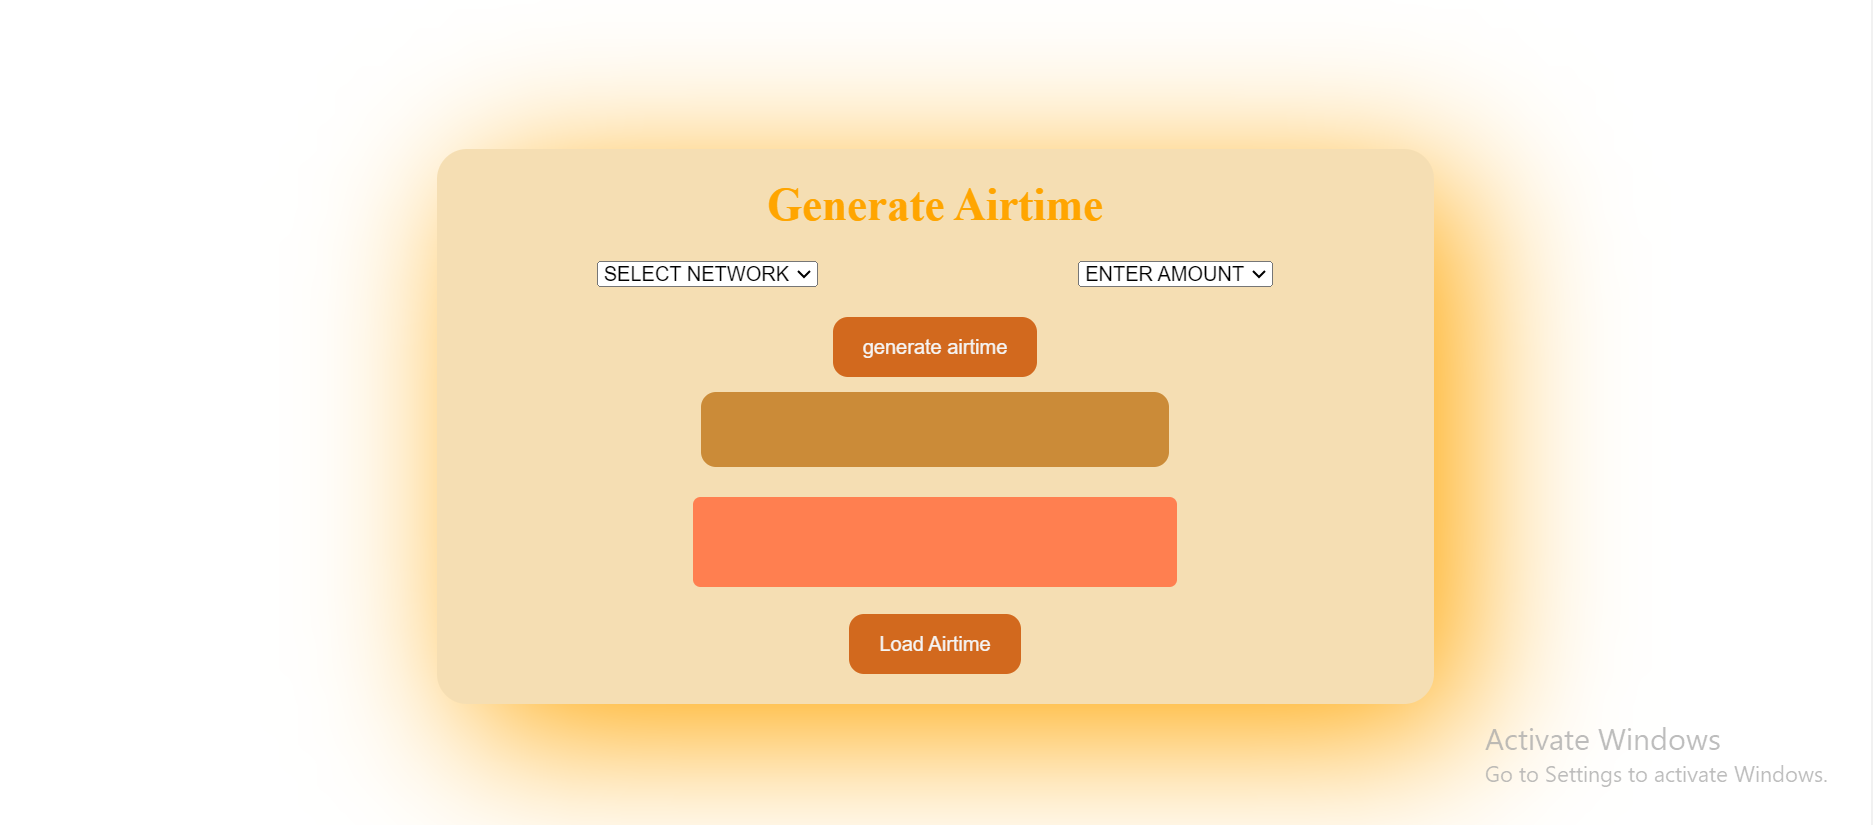 Generate Airtime
SELECT NETWORK
ENTER AMOUNT
generate airtime
Load Airtime
Activate Windows
Go to Settings to activate Windows.